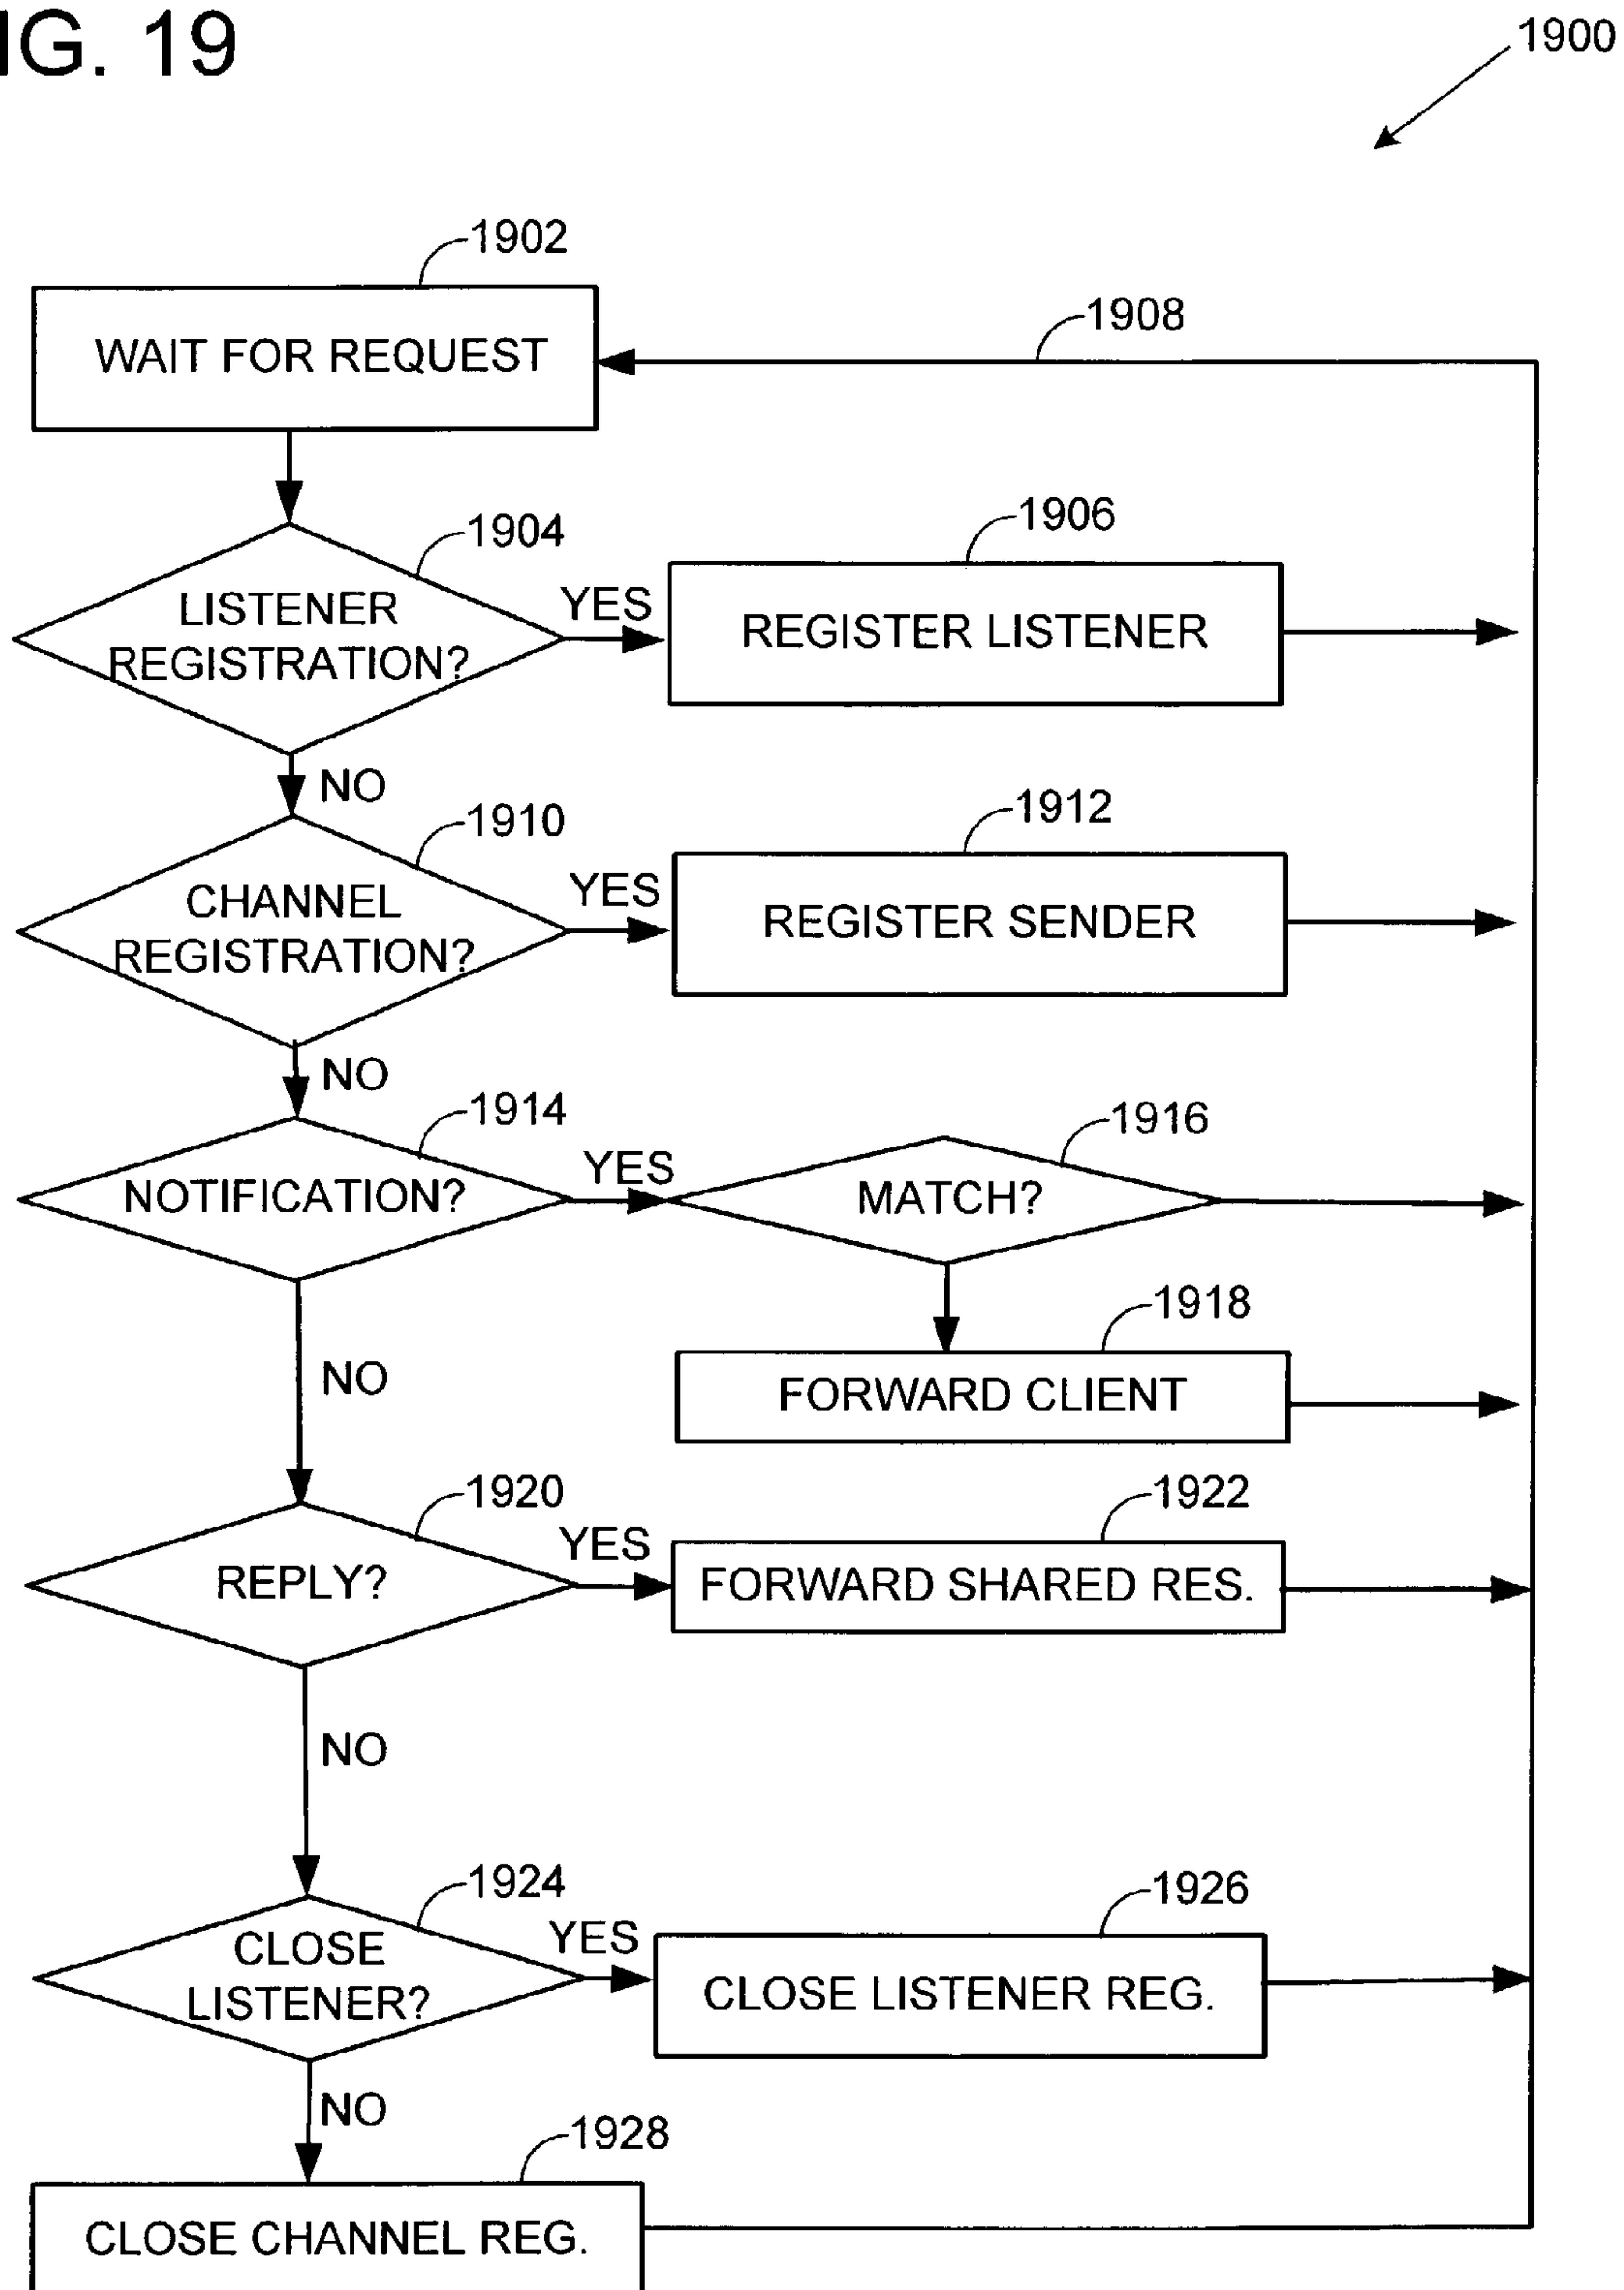 IG. 19
1900
1902
WAIT FOR REQUEST
1908
1904
LISTENER
REGISTRATION?
YES
1906
REGISTER LISTENER
NO
1910
CHANNEL
REGISTRATION?
YES
1912
REGISTER SENDER
NO
1914
NOTIFICATION?
YES
1916
MATCH?
1918
FORWARD CLIENT
NO
1920
REPLY?
YES
1922
FORWARD SHARED RES.
NO
1924
CLOSE
LISTENER?
YES
1926
CLOSE LISTENER REG.
NO
1928
CLOSE CHANNEL REG.